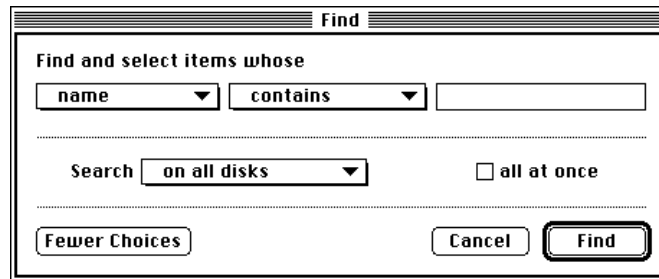 Find
Find and select items whose
name contains
Search on all disks all at once
Fewer Choices Cancel Find